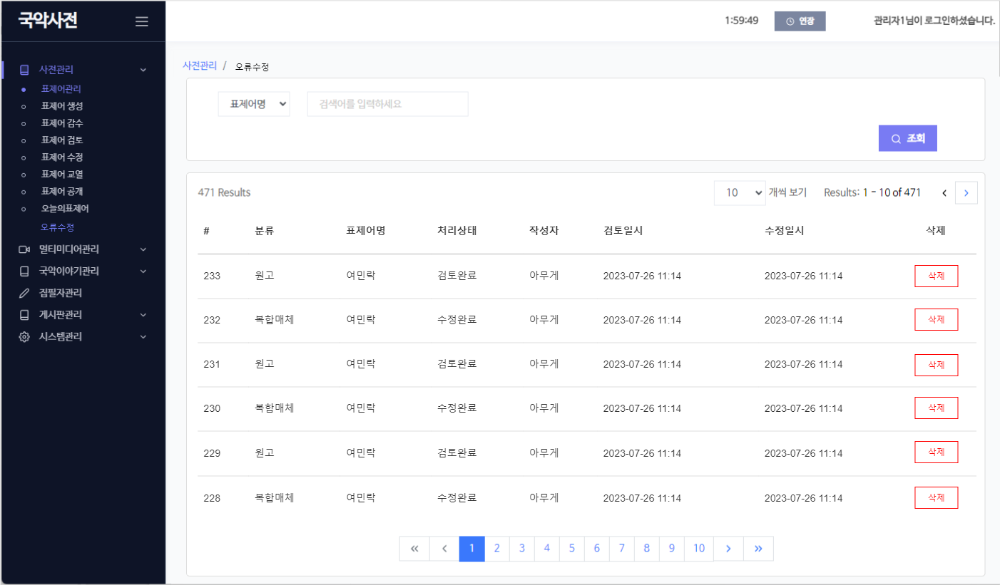 국악사전
1:59:49 연장 관리자1님이 로그인하셨습니다.
사전관리
표제어관리
표제어 생성
표제어 감수
표제어 검토
표제어 수정
표제어 교열
표제어 공개
오늘의표제어
오류수정
멀티미디어관리
국악이야기관리
집필자관리
게시판관리
시스템관리
사전관리 / 오류수정
표제어명 검색어를 입력하세요
조회
471 Results 10 개씩 보기 Results: 1 - 10 of 471
# 분류 표제어명 처리상태 작성자 검토일시 수정일시 삭제
233 원고 여민락 검토완료 아무게 2023-07-26 11:14 2023-07-26 11:14 삭제
232 복합매체 여민락 수정완료 아무게 2023-07-26 11:14 2023-07-26 11:14 삭제
231 원고 여민락 검토완료 아무게 2023-07-26 11:14 2023-07-26 11:14 삭제
230 복합매체 여민락 수정완료 아무게 2023-07-26 11:14 2023-07-26 11:14 삭제
229 원고 여민락 검토완료 아무게 2023-07-26 11:14 2023-07-26 11:14 삭제
228 복합매체 여민락 수정완료 아무게 2023-07-26 11:14 2023-07-26 11:14 삭제
« ‹ 1 2 3 4 5 6 7 8 9 10 › »